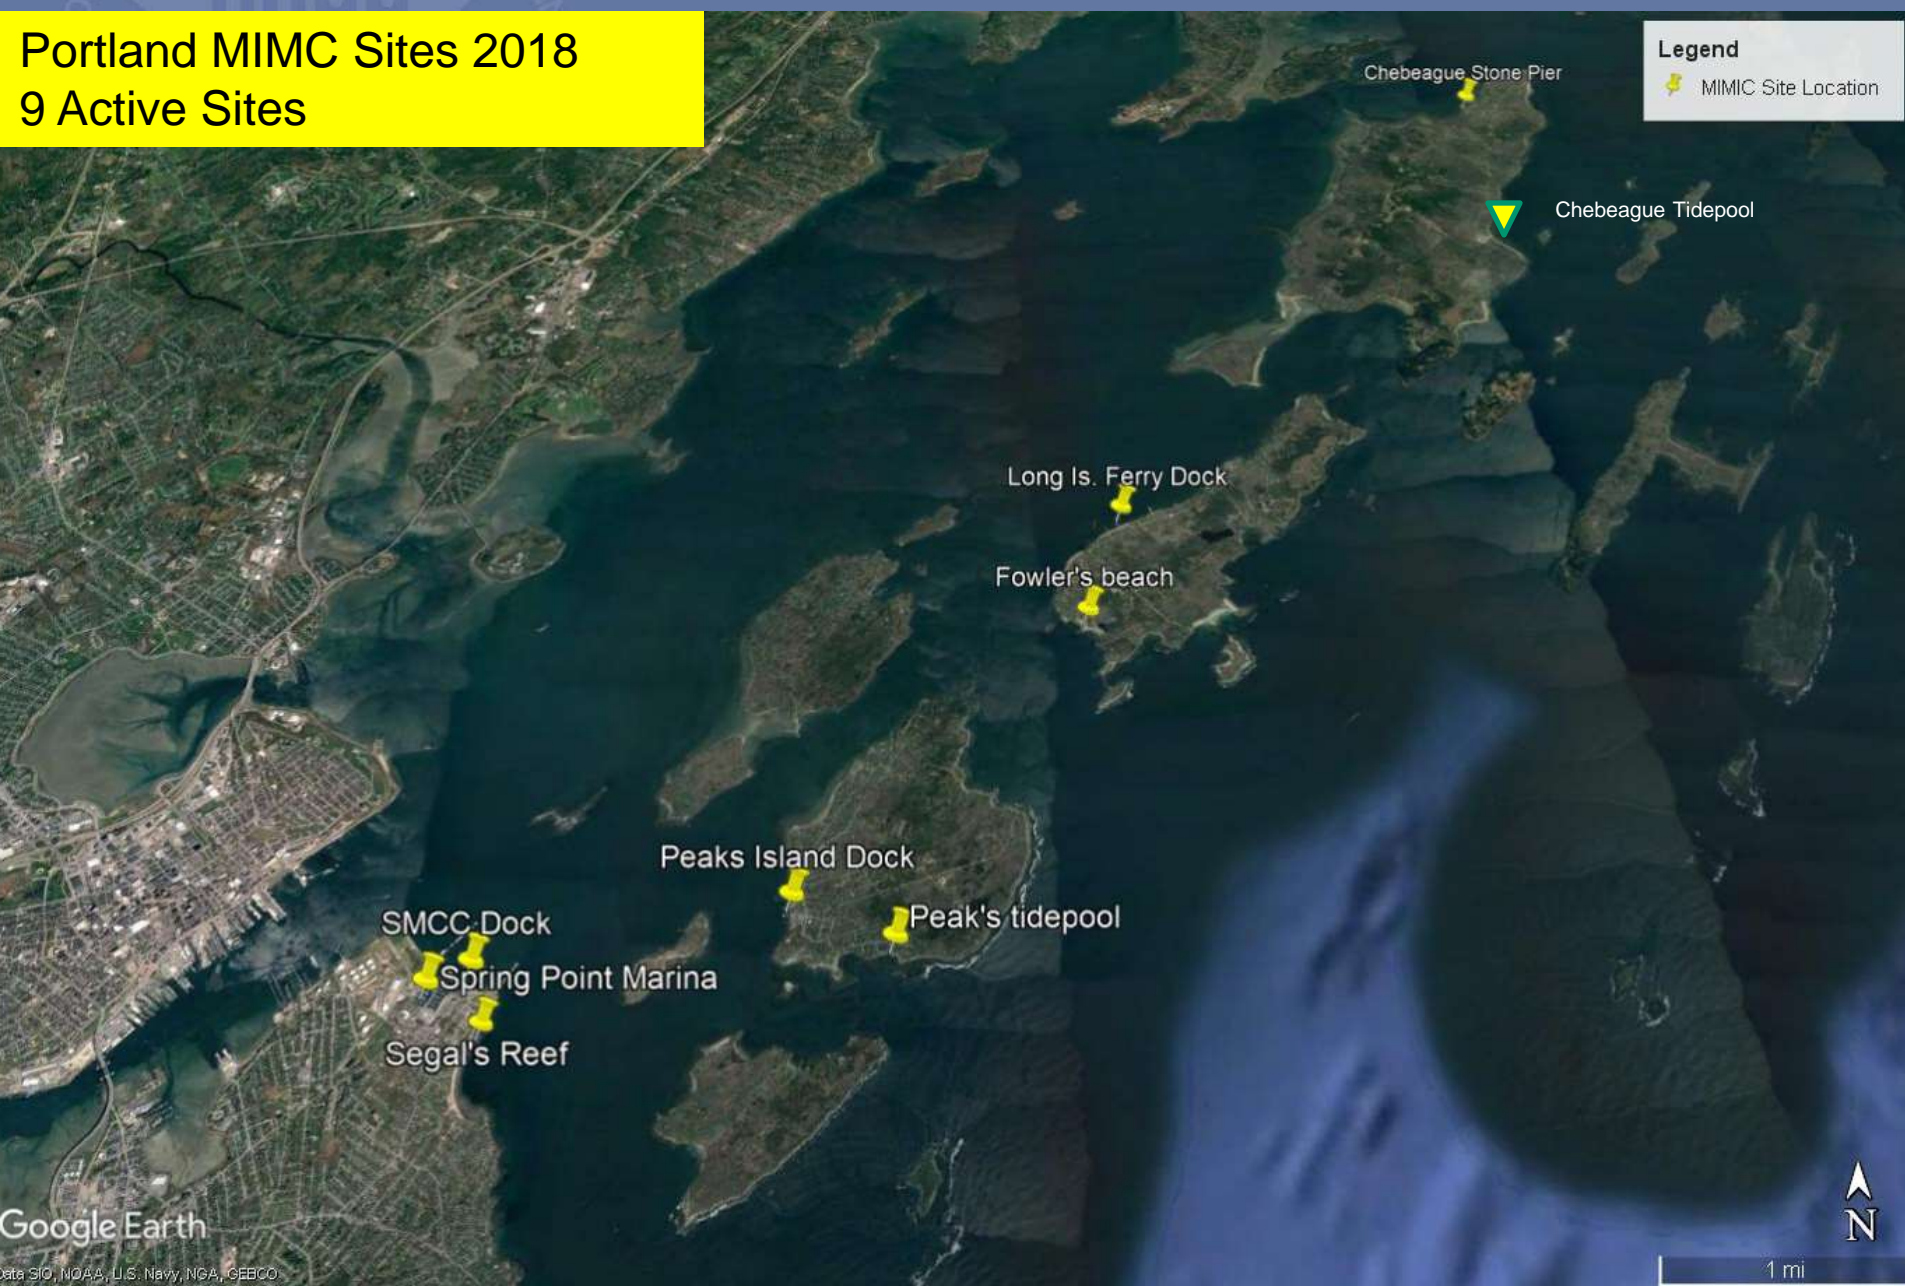 Portland MIMC Sites 2018
9 Active Sites
Legend
MIMIC Site Location
Chebeague Stone Pier
Chebeague Tidepool
Long Is. Ferry Dock
Fowler's beach
Peaks Island Dock
Peak's tidepool
SMCC Dock
Spring Point Marina
Segal's Reef
N
Google Earth
Data SIO, NOAA, U.S. Navy, NGA, GEBCO
1 mi